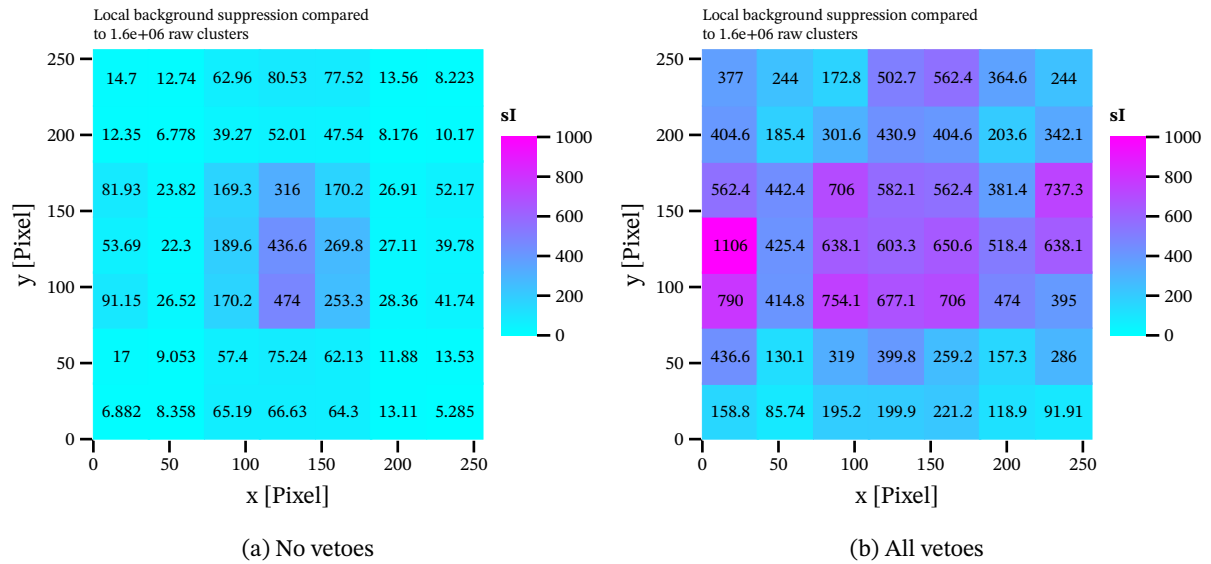 Local background suppression compared
to 1.6e+06 raw clusters
250
200
150
100
50
0
y [Pixel]
14.7 12.74 62.96 80.53 77.52 13.56 8.223
12.35 6.778 39.27 52.01 47.54 8.176 10.17
81.93 23.82 169.3 316 170.2 26.91 52.17
53.69 22.3 189.6 436.6 269.8 27.11 39.78
91.15 26.52 170.2 474 253.3 28.36 41.74
17 9.053 57.4 75.24 62.13 11.88 13.53
6.882 8.358 65.19 66.63 64.3 13.11 5.285
0 50 100 150 200 250
x [Pixel]
sI
1000
800
600
400
200
0
(a) No vetoes
Local background suppression compared
to 1.6e+06 raw clusters
250
200
150
100
50
0
y [Pixel]
377 244 172.8 502.7 562.4 364.6 244
404.6 185.4 301.6 430.9 404.6 203.6 342.1
562.4 442.4 706 582.1 562.4 381.4 737.3
1106 425.4 638.1 603.3 650.6 518.4 638.1
790 414.8 754.1 677.1 706 474 395
436.6 130.1 319 399.8 259.2 157.3 286
158.8 85.74 195.2 199.9 221.2 118.9 91.91
0 50 100 150 200 250
x [Pixel]
sI
1000
800
600
400
200
0
(b) All vetoes